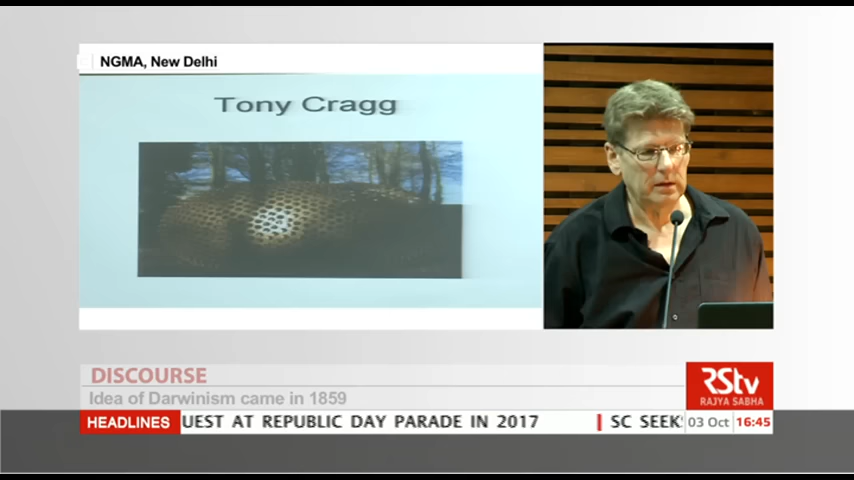 NGMA, New Delhi
Tony Cragg
DISCOURSE
Idea of Darwinism came in 1859
RStv
RAJYA SABHA
HEADLINES
UEST AT REPUBLIC DAY PARADE IN 2017
SC SEEK
03 Oct
16:45